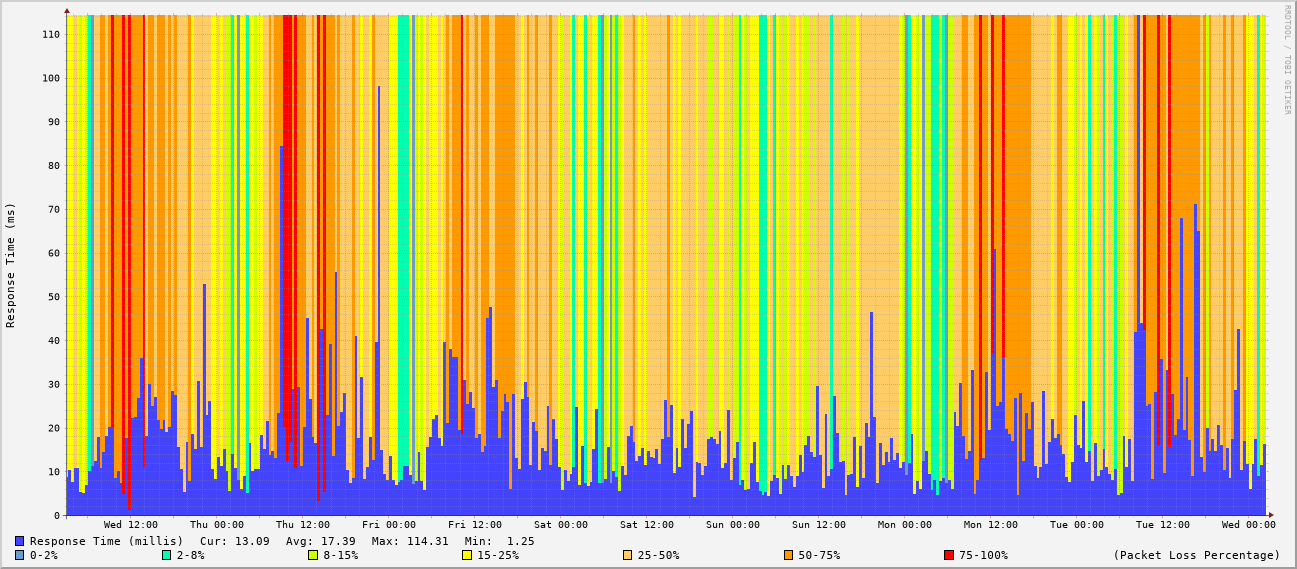 RRDTOOL / TOBI OETIKER
Response Time (ms)
110
100
90
80
70
60
50
40
30
20
10
0
Wed 12:00 Thu 00:00 Thu 12:00 Fri 00:00 Fri 12:00 Sat 00:00 Sat 12:00 Sun 00:00 Sun 12:00 Mon 00:00 Mon 12:00 Tue 00:00 Tue 12:00 Wed 00:00
Response Time (millis) Cur: 13.09 Avg: 17.39 Max: 114.31 Min: 1.25
0-2% 2-8% 8-15% 15-25% 25-50% 50-75% 75-100% (Packet Loss Percentage)